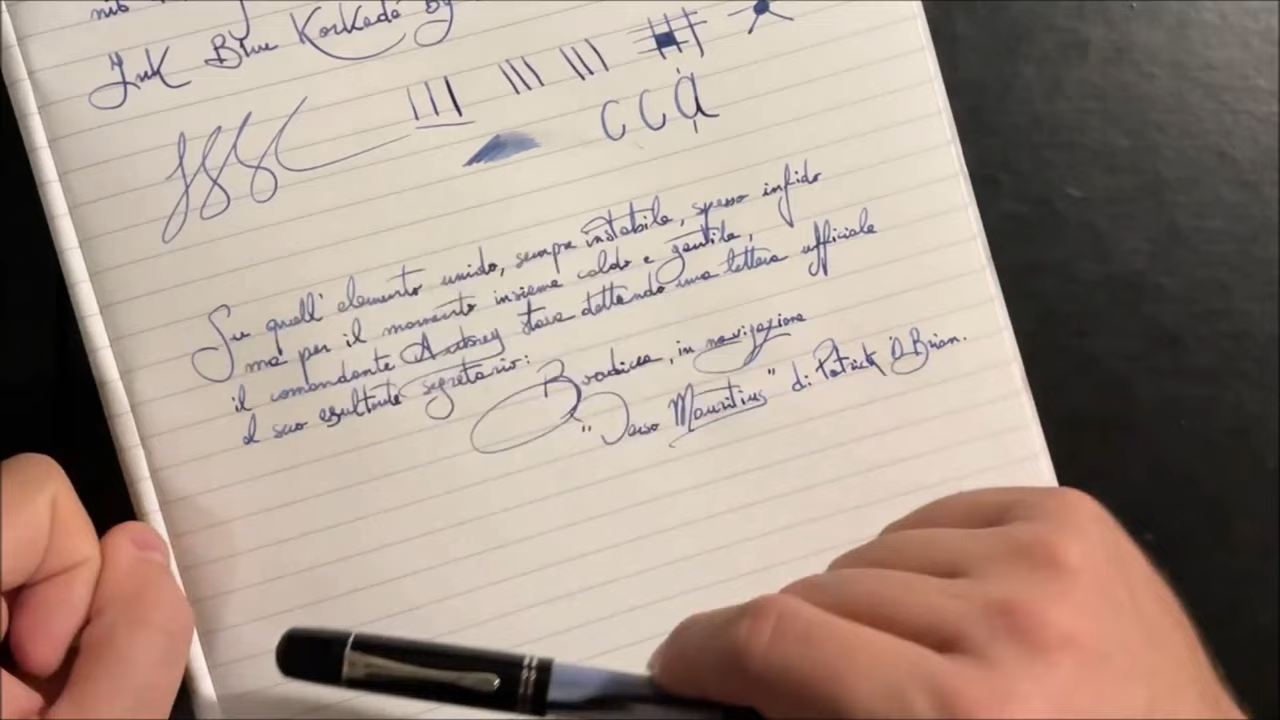 nib
Ink Blue Korkadé By
C C a
Su quell' elemento umido, sempre instabile, spesso infido
ma per il momento insieme caldo e gentile,
il comandante Aubrey stava dettando una lettera ufficiale
al suo esultante segretario:
Boadicea, in navigazione
"Verso Mauritius" di Patrick O'Brian.